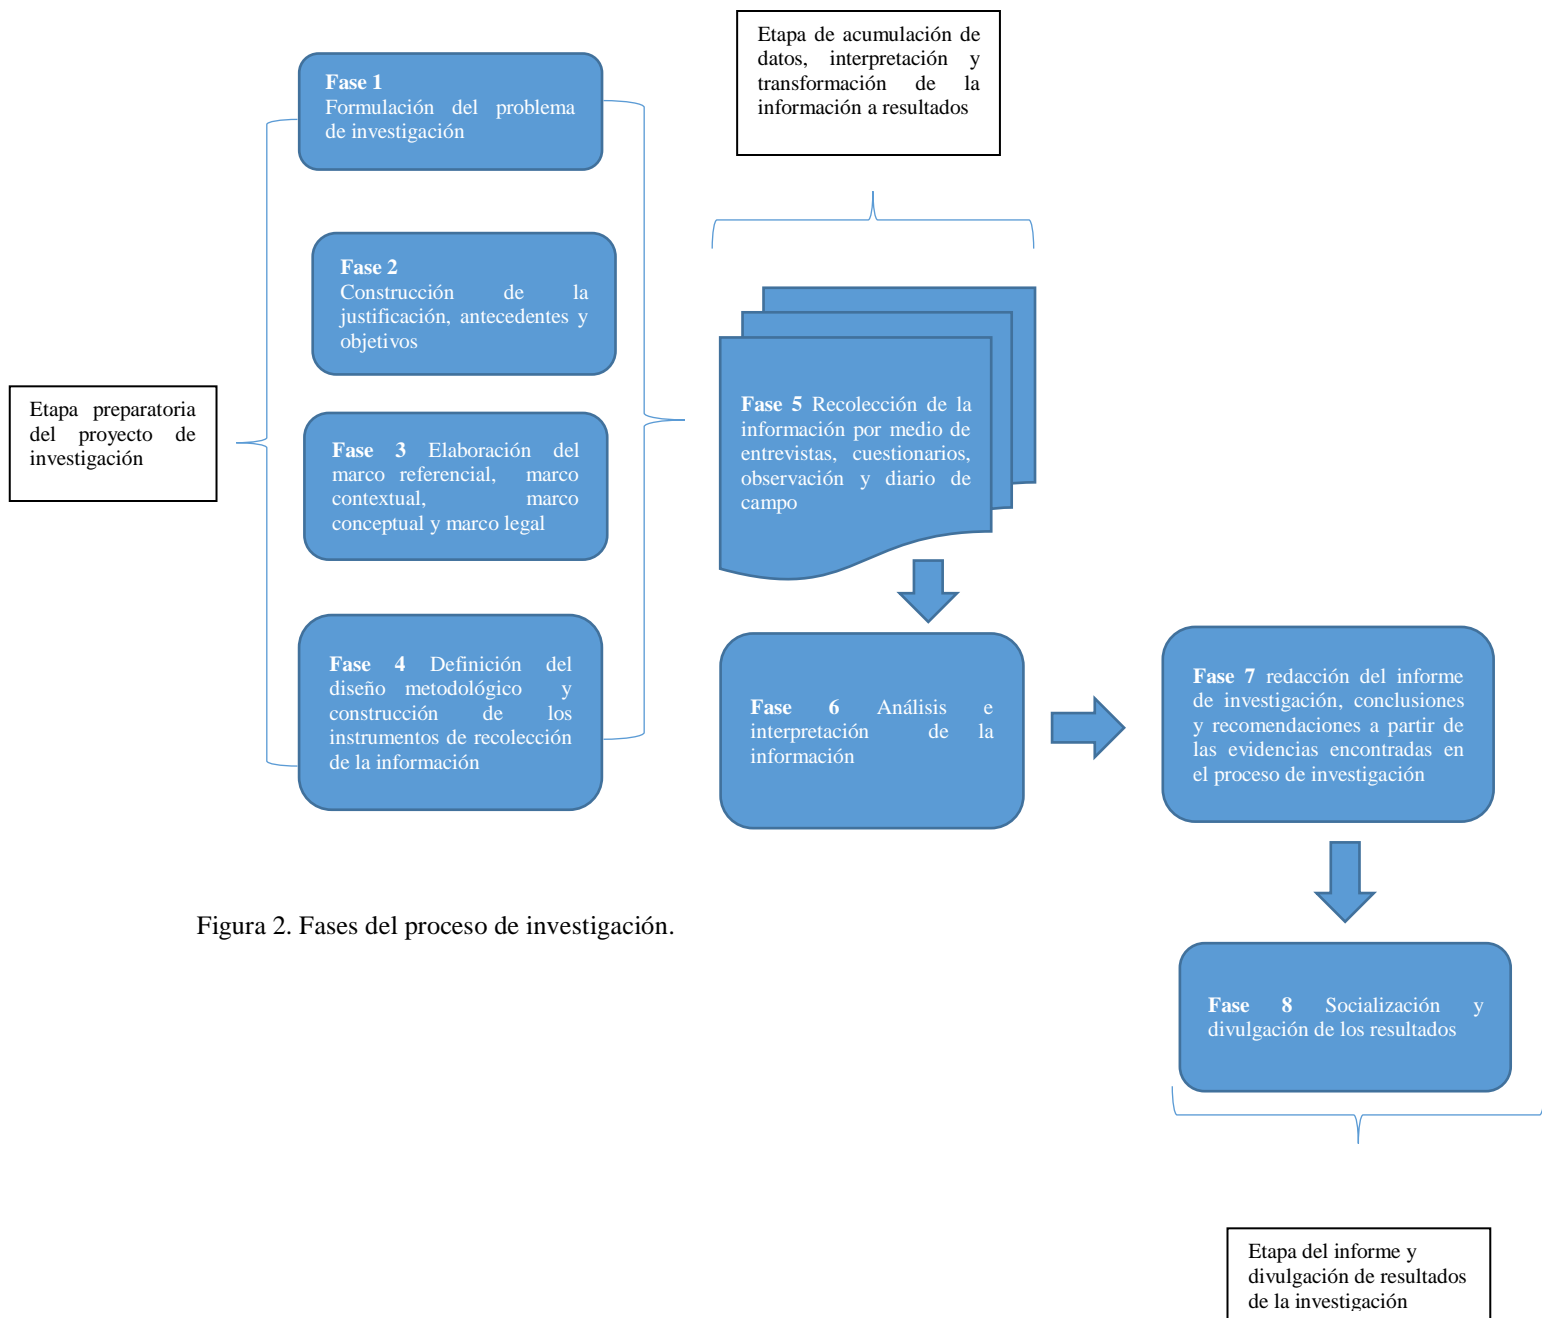 Etapa de acumulación de
datos, interpretación y
transformación de la
información a resultados
Fase 1
Formulación del problema
de investigación
Fase 2
Construcción de la
justificación, antecedentes y
objetivos
Etapa preparatoria
del proyecto de
investigación
Fase 3 Elaboración del
marco referencial, marco
contextual, marco
conceptual y marco legal
Fase 4 Definición del
diseño metodológico y
construcción de los
instrumentos de recolección
de la información
Fase 5 Recolección de la
información por medio de
entrevistas, cuestionarios,
observación y diario de
campo
Fase 6 Análisis e
interpretación de la
información
Fase 7 redacción del informe
de investigación, conclusiones
y recomendaciones a partir de
las evidencias encontradas en
el proceso de investigación
Figura 2. Fases del proceso de investigación.
Fase 8 Socialización y
divulgación de los resultados
Etapa del informe y
divulgación de resultados
de la investigación